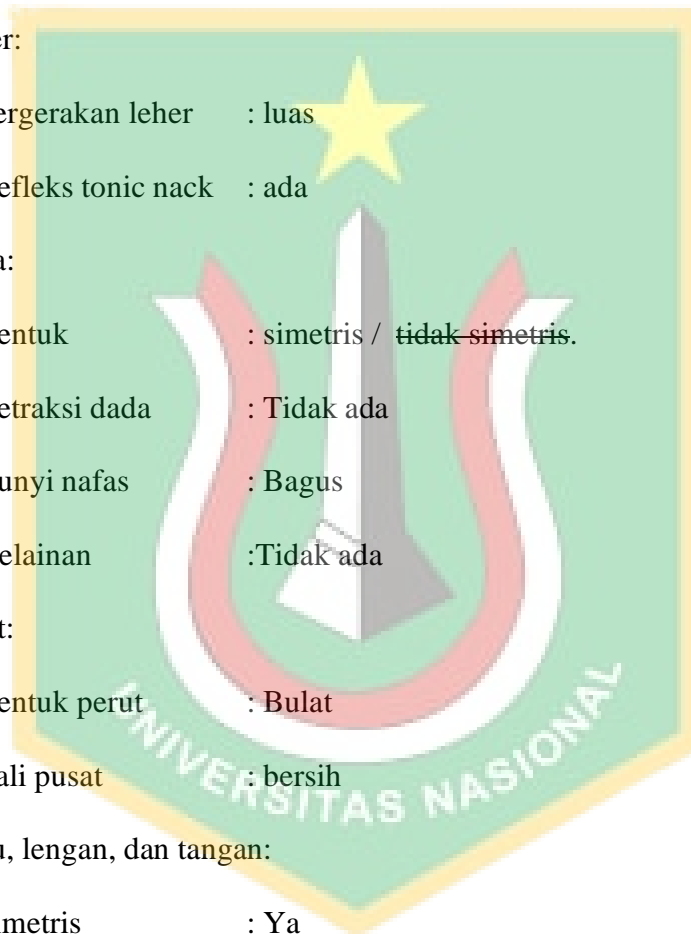 er:
ergerakan leher : luas
efleks tonic nack : ada
a:
entuk : simetris / tidak simetris.
etraksi dada : Tidak ada
unyi nafas : Bagus
elainan :Tidak ada
t:
entuk perut : Bulat
ali pusat : bersih
u, lengan, dan tangan:
imetris : Ya
UNIVERSITAS NASIONAL